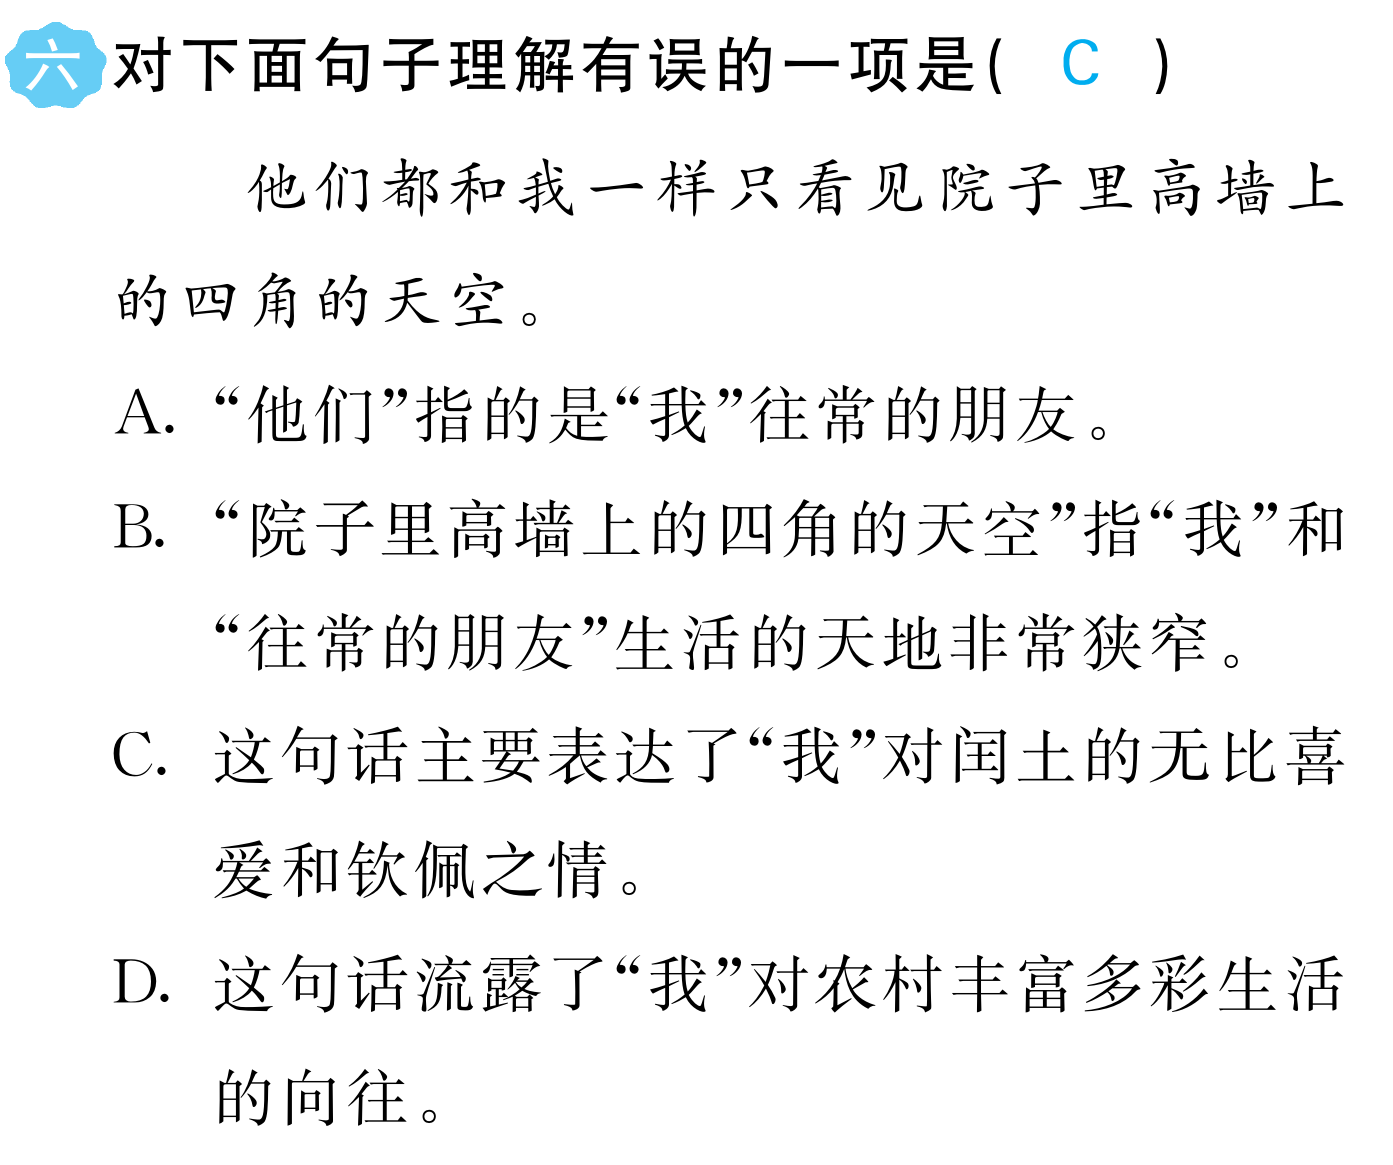 六 对下面句子理解有误的一项是( C )
他们都和我一样只看见院子里高墙上
的四角的天空。
A. “他们”指的是“我”往常的朋友。
B. “院子里高墙上的四角的天空”指“我”和
“往常的朋友”生活的天地非常狭窄。
C. 这句话主要表达了“我”对闰土的无比喜
爱和钦佩之情。
D. 这句话流露了“我”对农村丰富多彩生活
的向往。